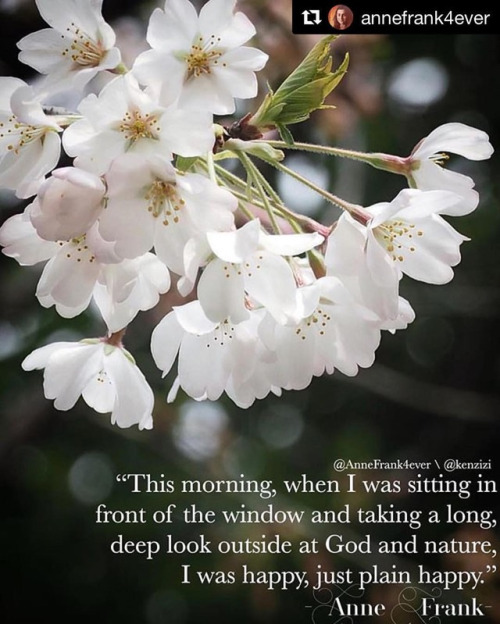 annefrank4ever
@AnneFrank4ever \ @kenzizi
“This morning, when I was sitting in
front of the window and taking a long,
deep look outside at God and nature,
I was happy, just plain happy.”
Anne Frank